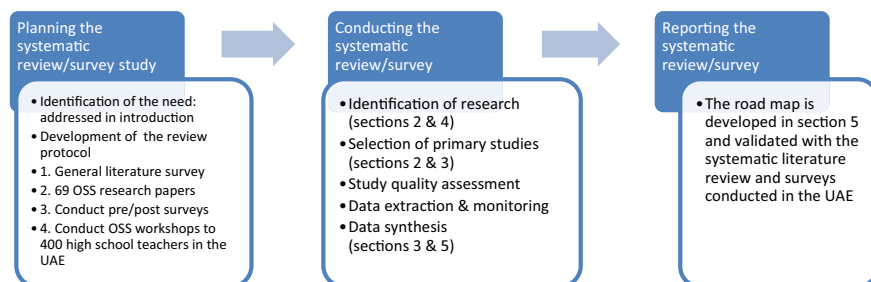 Planning the
systematic
review/survey study
• Identification of the need:
addressed in introduction
• Development of the review
protocol
• 1. General literature survey
• 2. 69 OSS research papers
• 3. Conduct pre/post surveys
• 4. Conduct OSS workshops to
400 high school teachers in the
UAE
Conducting the
systematic
review/survey
• Identification of research
(sections 2 & 4)
• Selection of primary studies
(sections 2 & 3)
• Study quality assessment
• Data extraction & monitoring
• Data synthesis
(sections 3 & 5)
Reporting the
systematic
review/survey
• The road map is
developed in section 5
and validated with the
systematic literature
review and surveys
conducted in the UAE